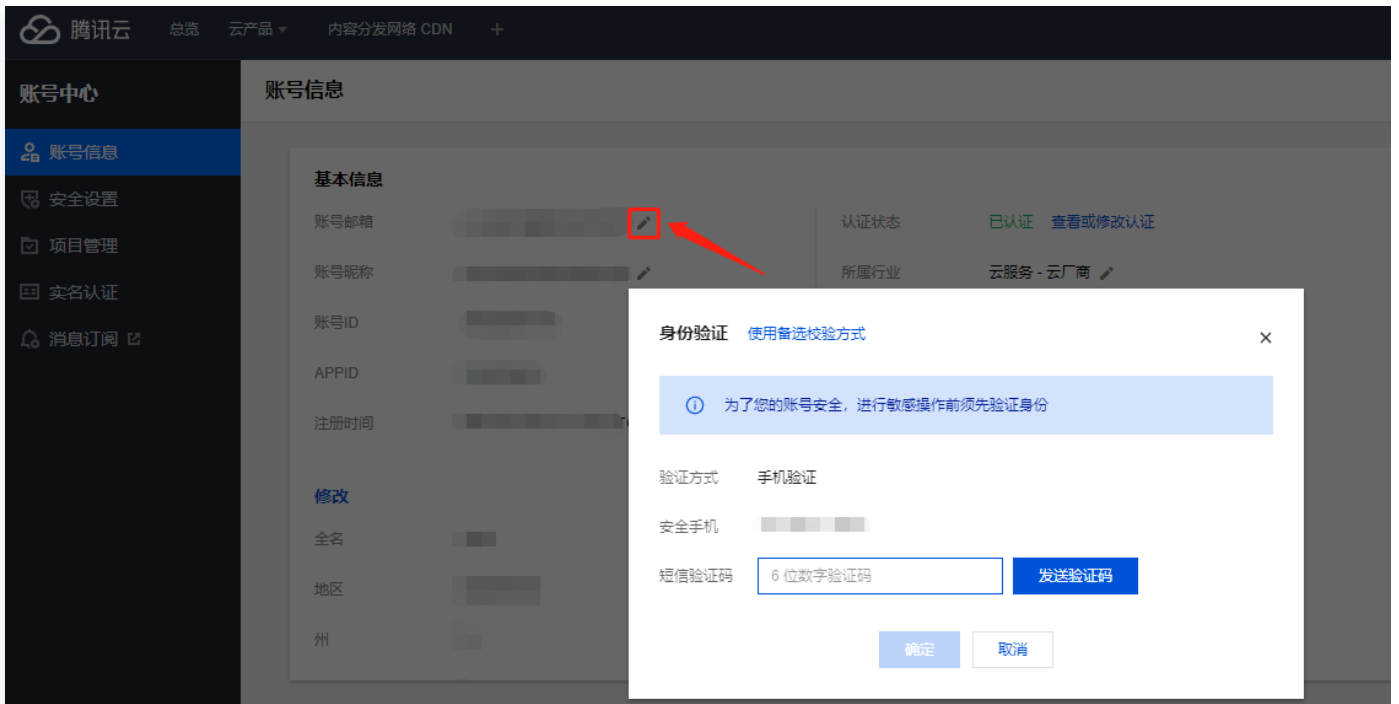 腾讯云 总览 云产品 内容分发网络 CDN +
账号中心
账号信息
安全设置
项目管理
实名认证
消息订阅
账号信息
基本信息
账号邮箱
认证状态 已认证 查看或修改认证
账号昵称
所属行业 云服务 - 云厂商
账号ID
APPID
注册时间
修改
全名
地区
州
身份验证 使用备选校验方式
为了您的账号安全，进行敏感操作前须先验证身份
验证方式 手机验证
安全手机
短信验证码 6 位数字验证码 发送验证码
确定 取消